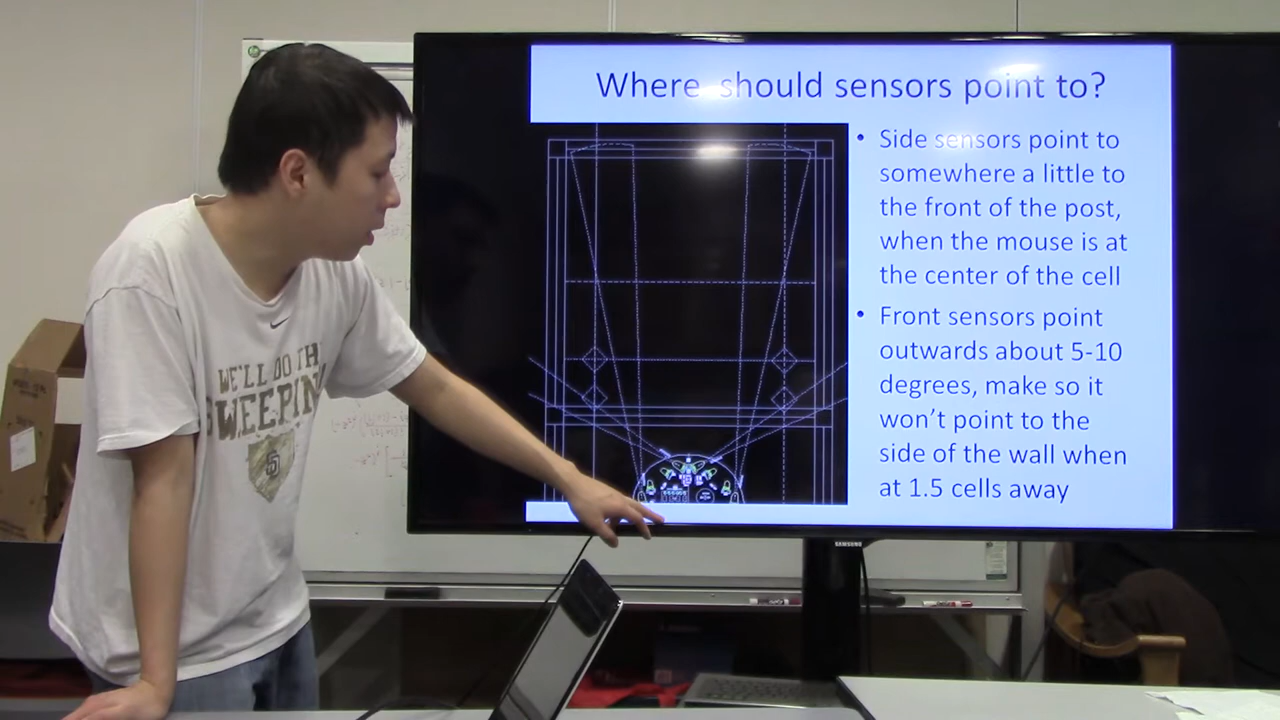 Where should sensors point to?
• Side sensors point to
somewhere a little to
the front of the post,
when the mouse is at
the center of the cell
• Front sensors point
outwards about 5-10
degrees, make so it
won't point to the
side of the wall when
at 1.5 cells away
WE'LL DO TH
SWEEPIN
SD
SAMSUNG